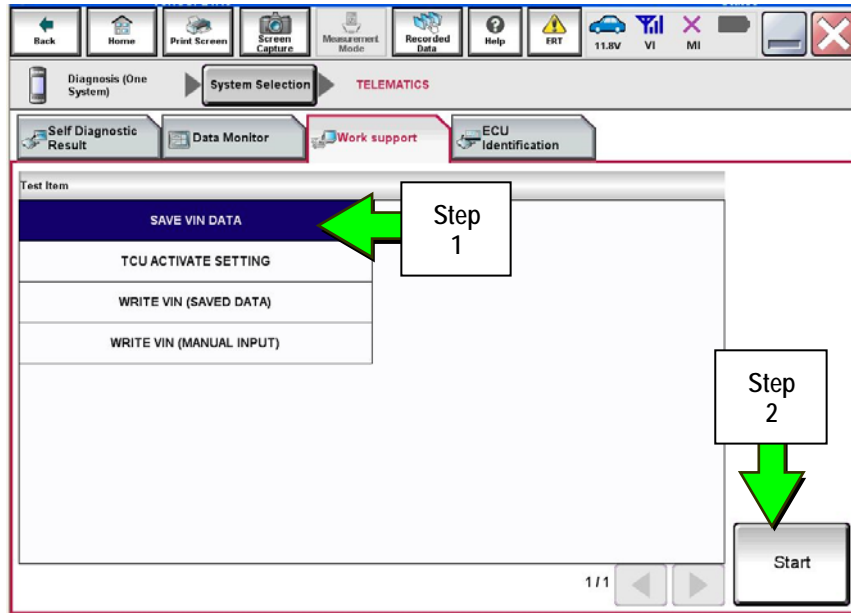 Back
Home
Print Screen
Screen
Capture
Measurement
Mode
Recorded
Data
Help
ERT
11.8V
VI
MI
Diagnosis (One
System)
System Selection
TELEMATICS
Self Diagnostic
Result
Data Monitor
Work support
ECU
Identification
Test Item
SAVE VIN DATA
Step
1
TCU ACTIVATE SETTING
WRITE VIN (SAVED DATA)
WRITE VIN (MANUAL INPUT)
Step
2
Start
1/1